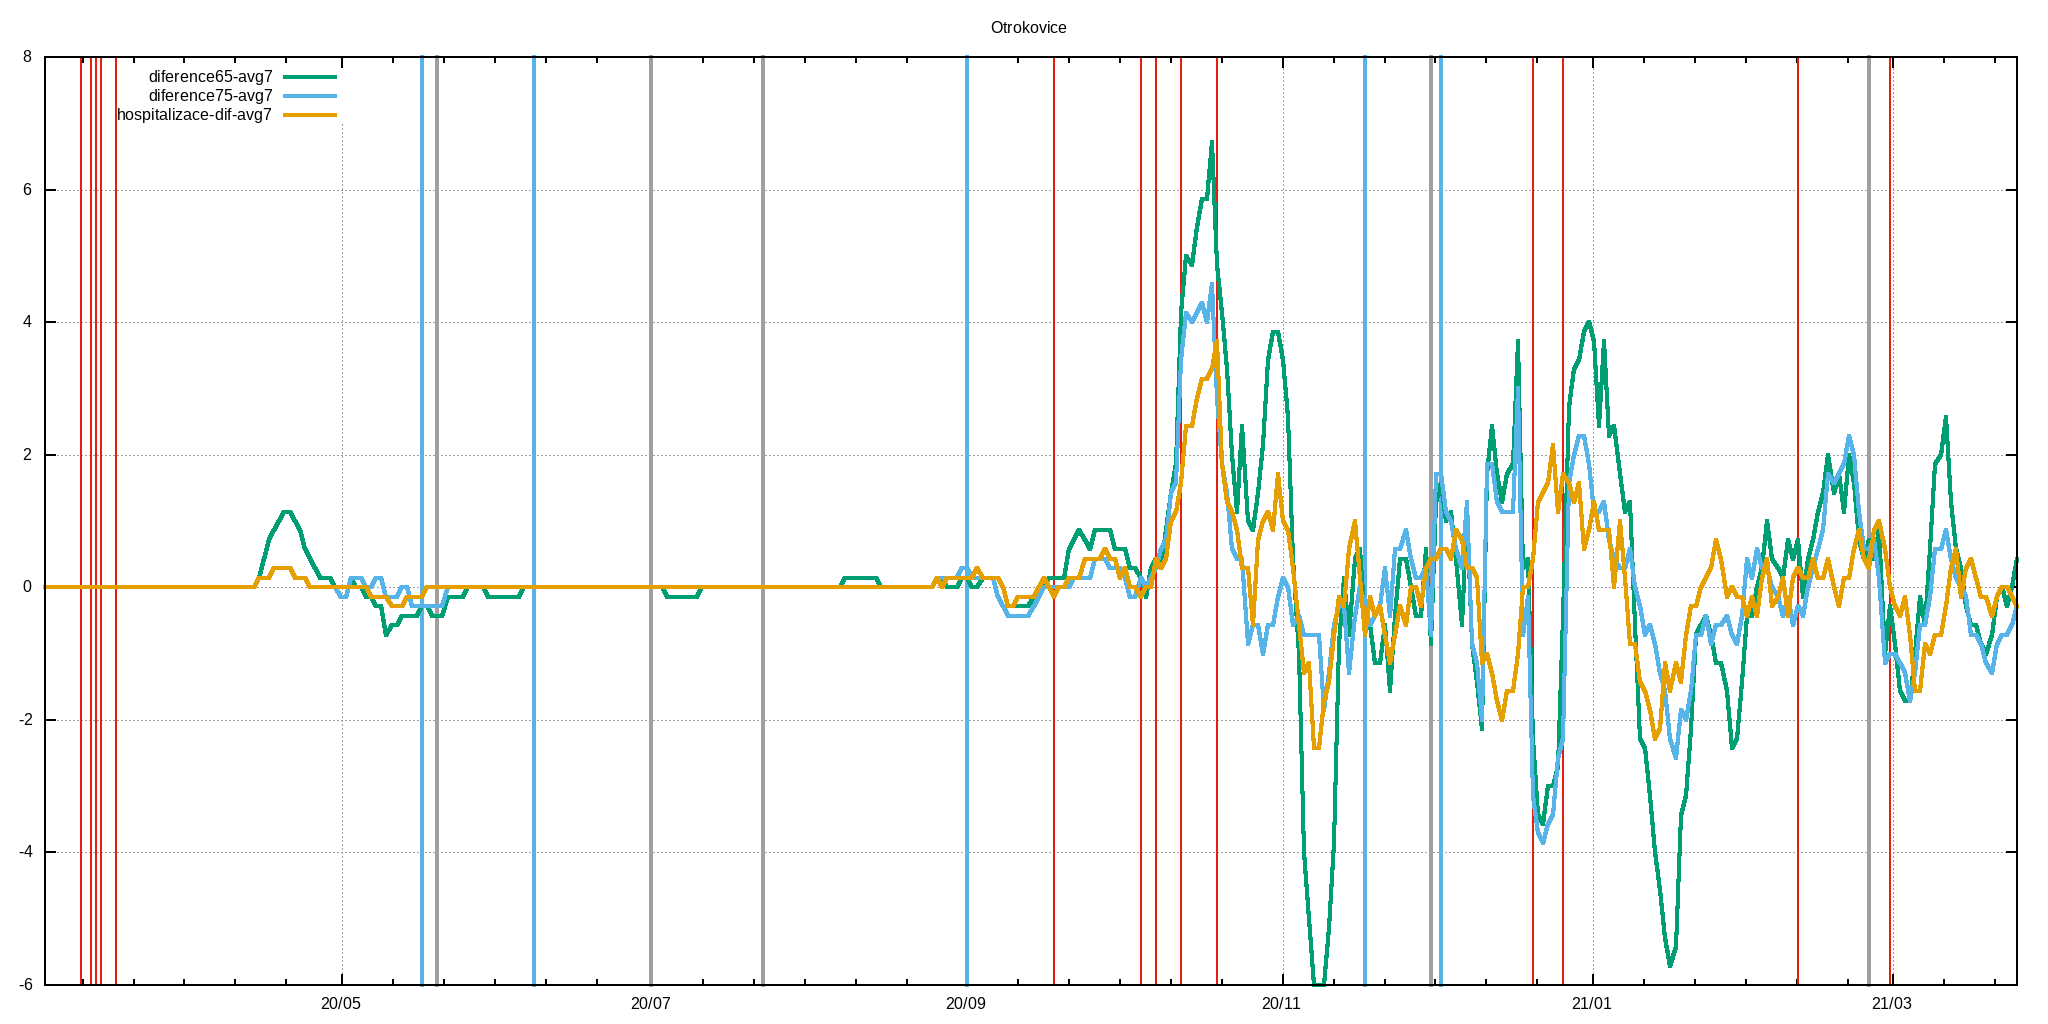 Otrokovice
diference65-avg7
diference75-avg7
hospitalizace-dif-avg7
8
6
4
2
0
-2
-4
-6
20/05 20/07 20/09 20/11 21/01 21/03